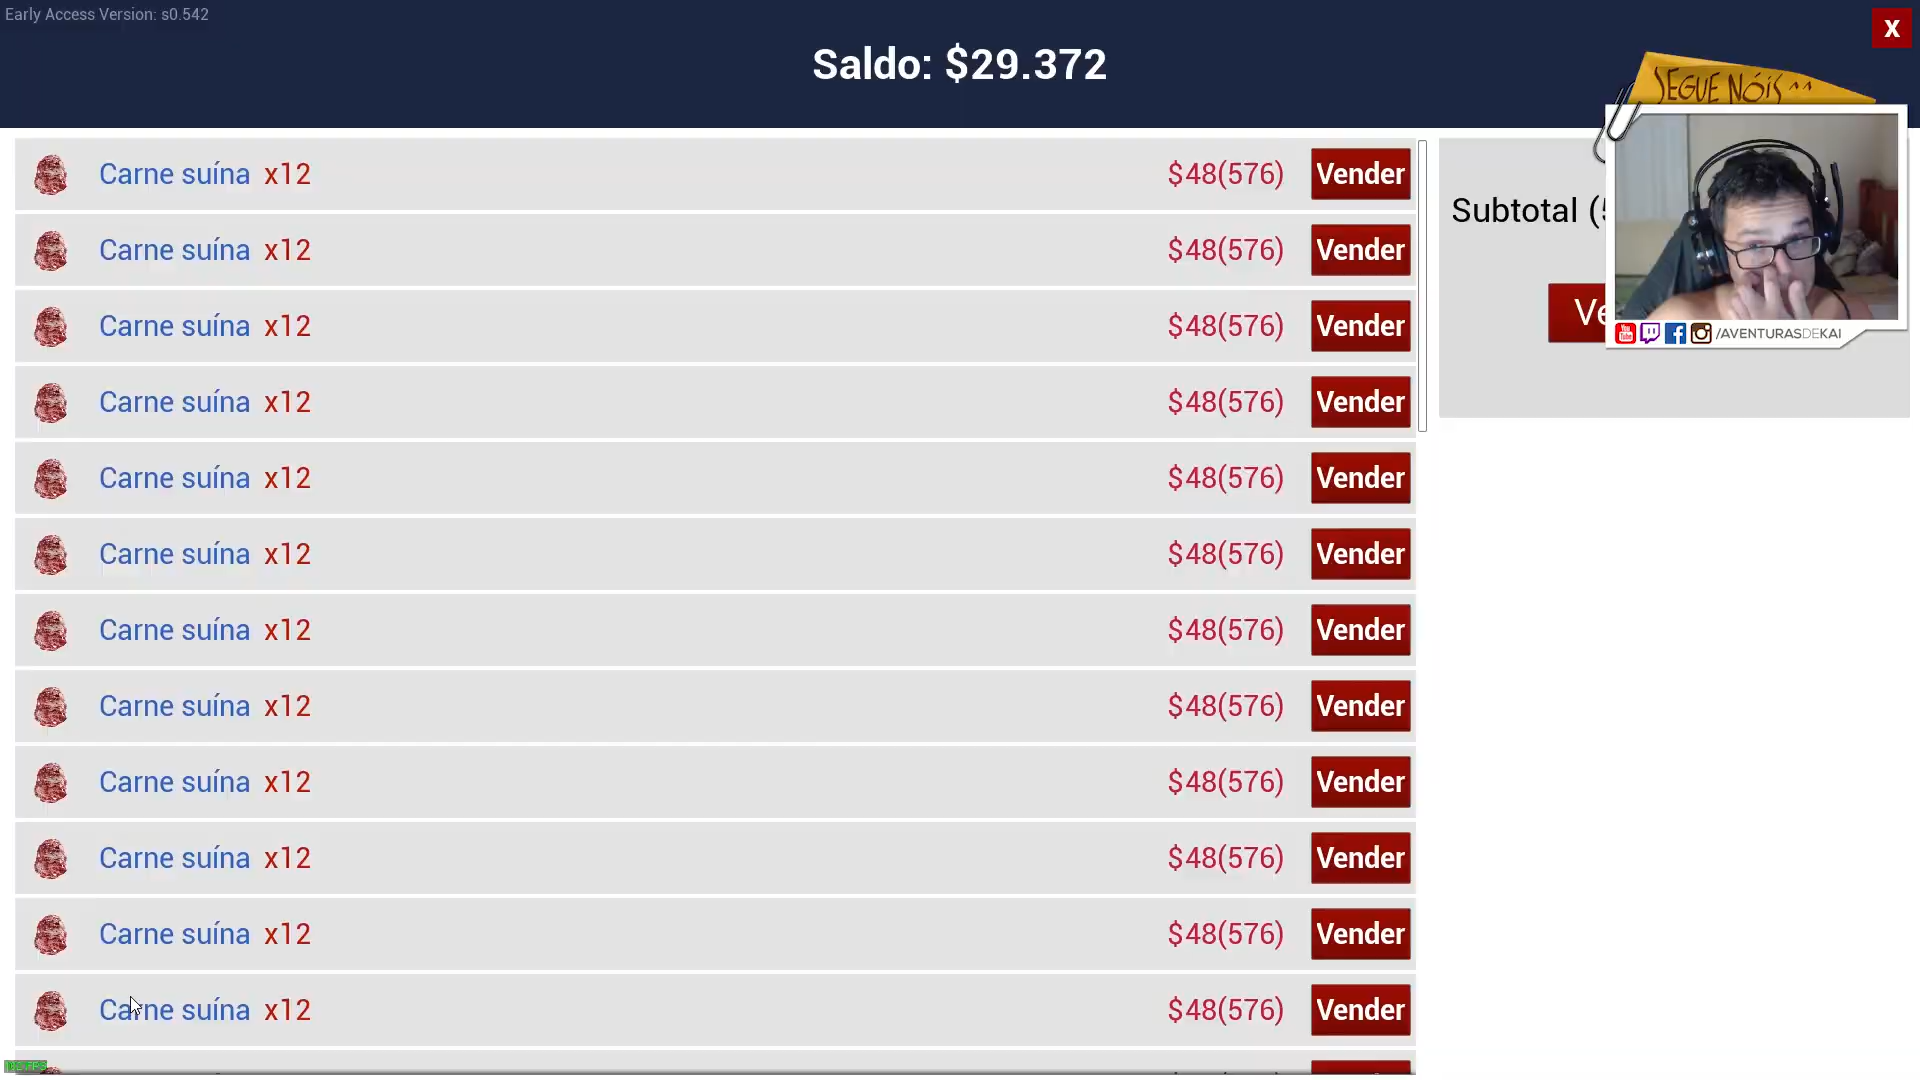 Early Access Version: s0.542
X
Saldo: $29.372
SEGUE NÓIS ^^
Carne suína x12 $48(576) Vender
Carne suína x12 $48(576) Vender
Carne suína x12 $48(576) Vender
Carne suína x12 $48(576) Vender
Carne suína x12 $48(576) Vender
Carne suína x12 $48(576) Vender
Carne suína x12 $48(576) Vender
Carne suína x12 $48(576) Vender
Carne suína x12 $48(576) Vender
Carne suína x12 $48(576) Vender
Carne suína x12 $48(576) Vender
Carne suína x12 $48(576) Vender
Subtotal
/AVENTURASDEKAI